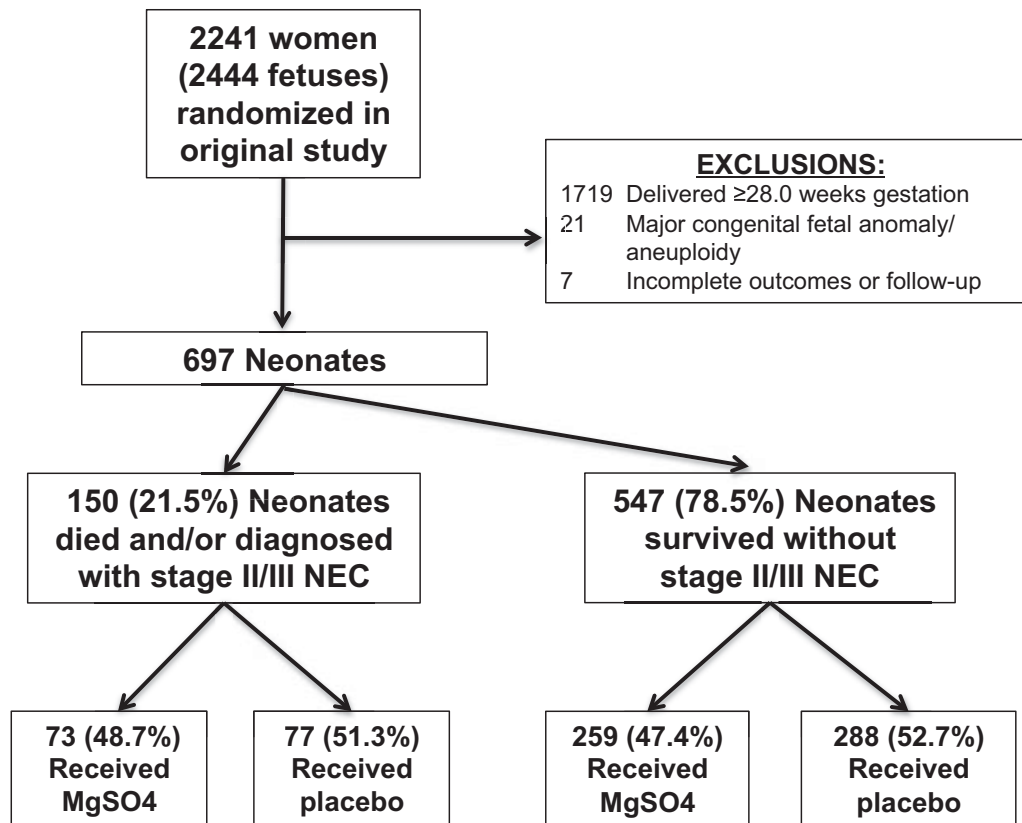 2241 women
(2444 fetuses)
randomized in
original study
EXCLUSIONS:
1719 Delivered ≥28.0 weeks gestation
21 Major congenital fetal anomaly/
aneuploidy
7 Incomplete outcomes or follow-up
697 Neonates
150 (21.5%) Neonates
died and/or diagnosed
with stage II/III NEC
547 (78.5%) Neonates
survived without
stage II/III NEC
73 (48.7%)
Received
MgSO4
77 (51.3%)
Received
placebo
259 (47.4%)
Received
MgSO4
288 (52.7%)
Received
placebo